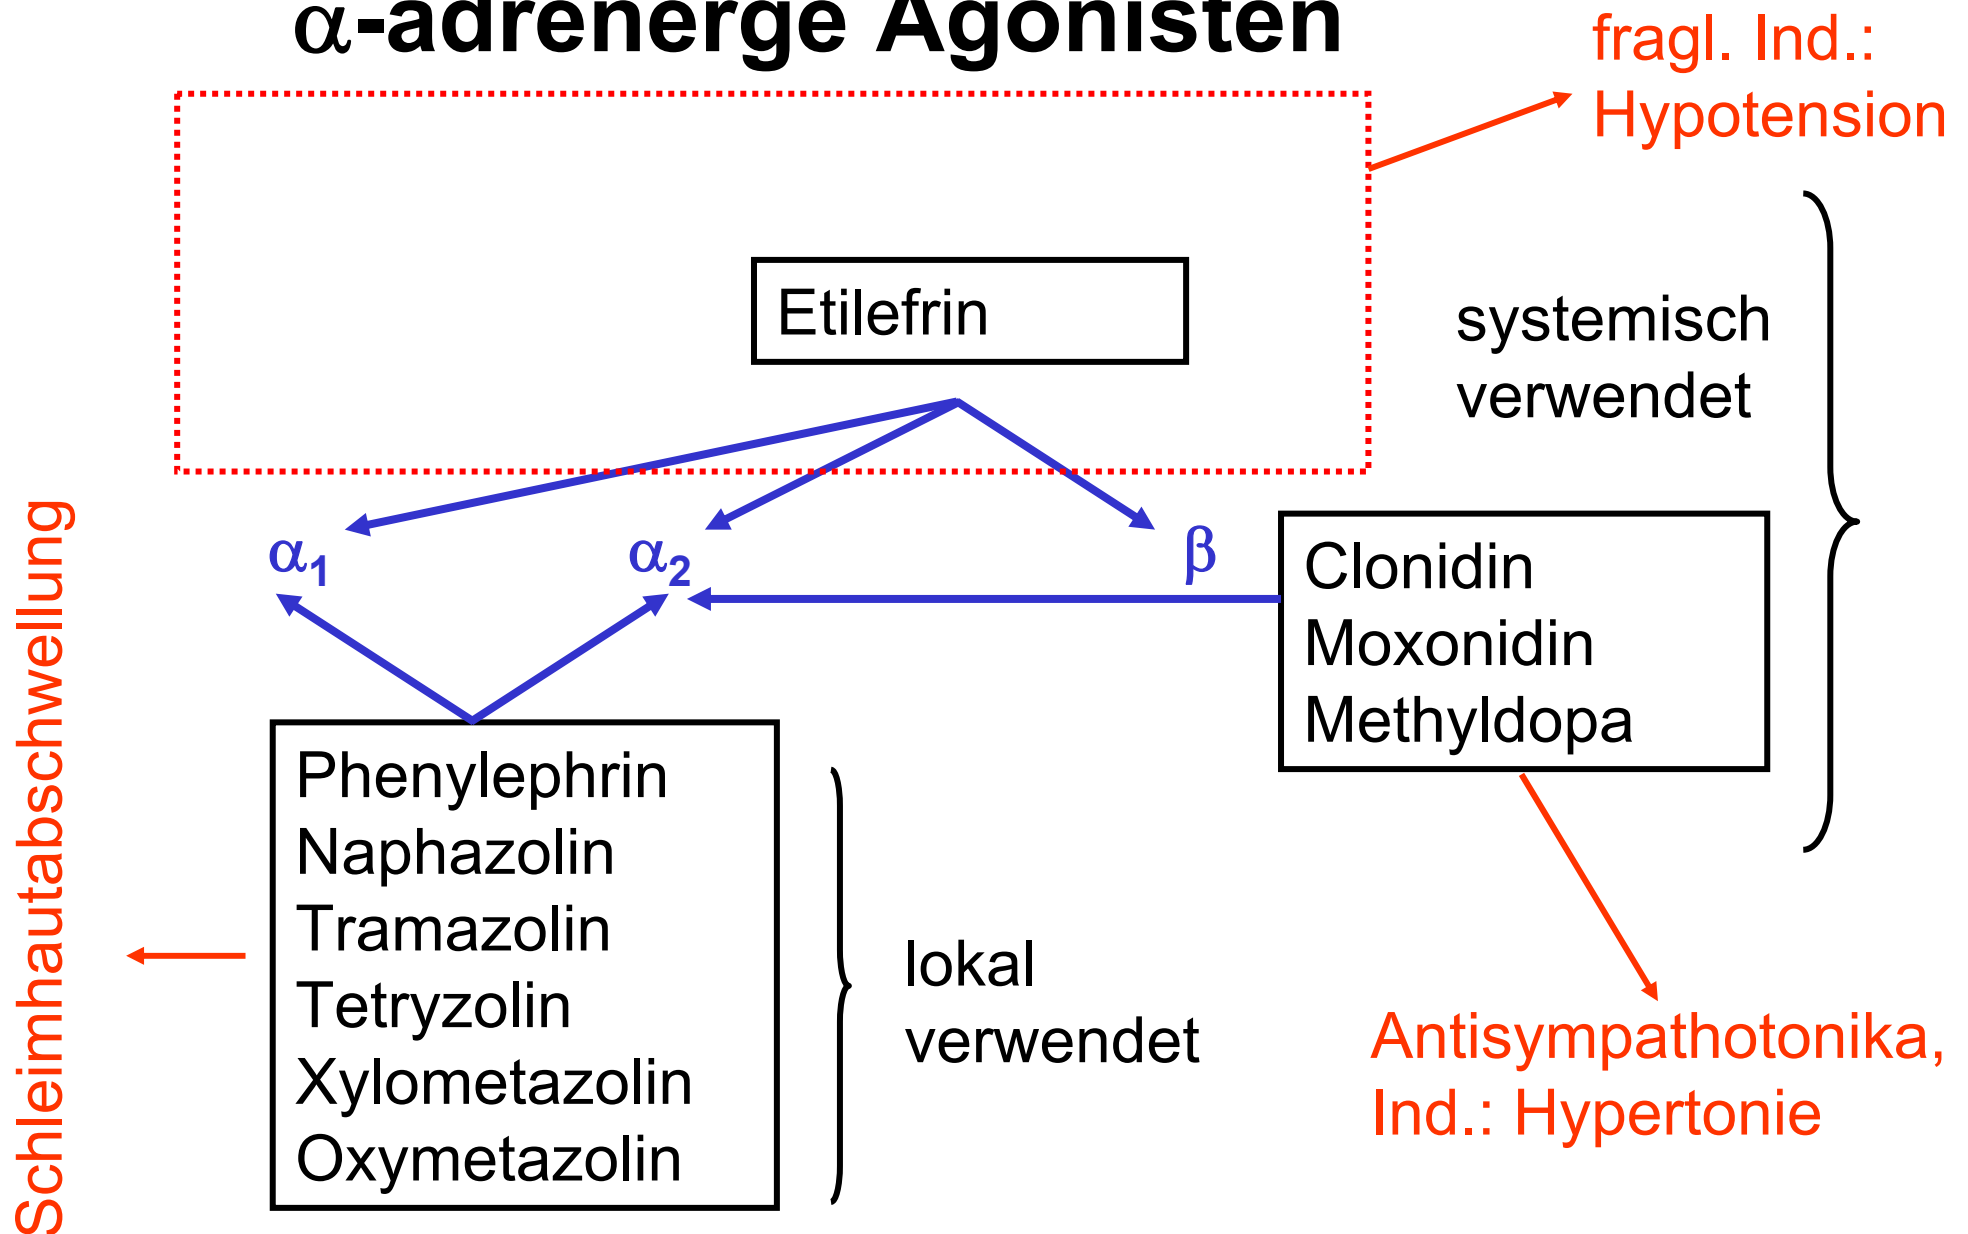 α-adrenerge Agonisten
fragl. Ind.:
Hypotension
Etilefrin
systemisch
verwendet
α1
α2
β
Clonidin
Moxonidin
Methyldopa
Schleimhautabschwellung
Phenylephrin
Naphazolin
Tramazolin
Tetryzolin
Xylometazolin
Oxymetazolin
lokal
verwendet
Antisympathotonika,
Ind.: Hypertonie